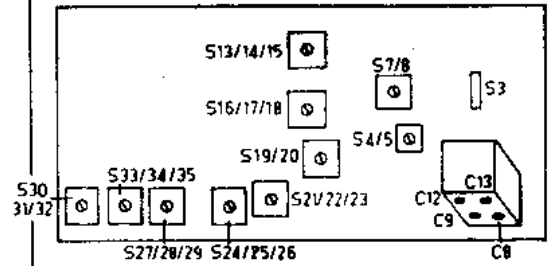 S13/14/15
S7/8
S3
S16/17/18
S4/5
S19/20
S33/34/35
C13
S30
31/32
S21/22/23
C12
C9
S27/28/29
S24/25/26
C8